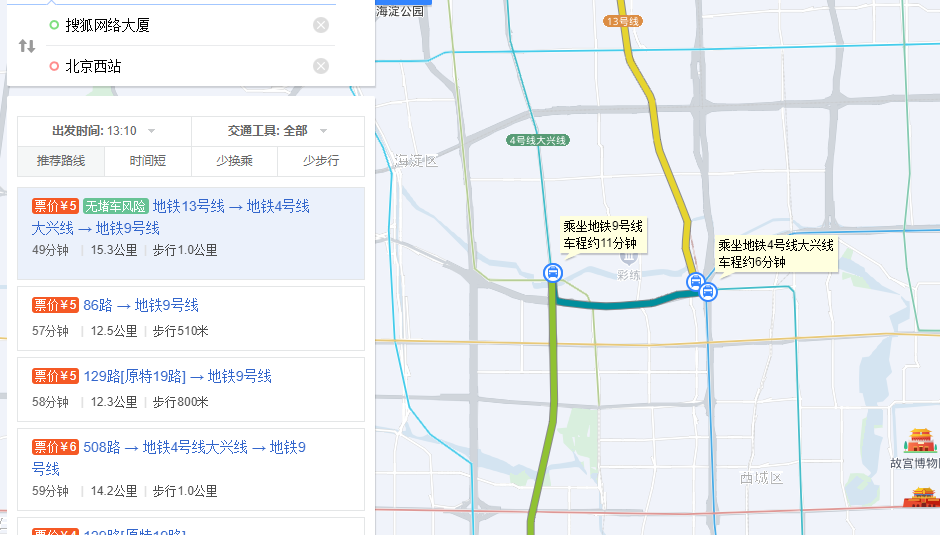 搜狐网络大厦
北京西站
出发时间: 13:10
交通工具: 全部
推荐路线
时间短
少换乘
少步行
票价¥5 无堵车风险 地铁13号线 → 地铁4号线
大兴线 → 地铁9号线
49分钟 | 15.3公里 | 步行1.0公里
票价¥5 86路 → 地铁9号线
57分钟 | 12.5公里 | 步行510米
票价¥5 129路[原特19路] → 地铁9号线
58分钟 | 12.3公里 | 步行800米
票价¥6 508路 → 地铁4号线大兴线 → 地铁9
号线
59分钟 | 14.2公里 | 步行1.0公里
海淀公园
13号线
4号线大兴线
海淀区
乘坐地铁9号线
车程约11分钟
乘坐地铁4号线大兴线
车程约6分钟
彩练
西城区
故宫博物